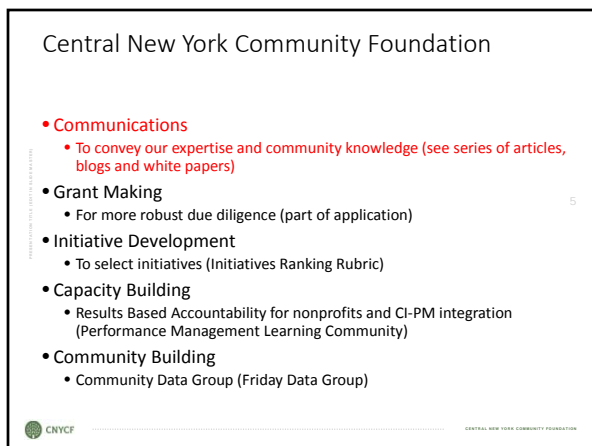 Central New York Community Foundation
• Communications
• To convey our expertise and community knowledge (see series of articles,
blogs and white papers)
• Grant Making
• For more robust due diligence (part of application)
5
• Initiative Development
• To select initiatives (Initiatives Ranking Rubric)
• Capacity Building
• Results Based Accountability for nonprofits and CI-PM integration
(Performance Management Learning Community)
• Community Building
• Community Data Group (Friday Data Group)
CNYCF
CENTRAL NEW YORK COMMUNITY FOUNDATION